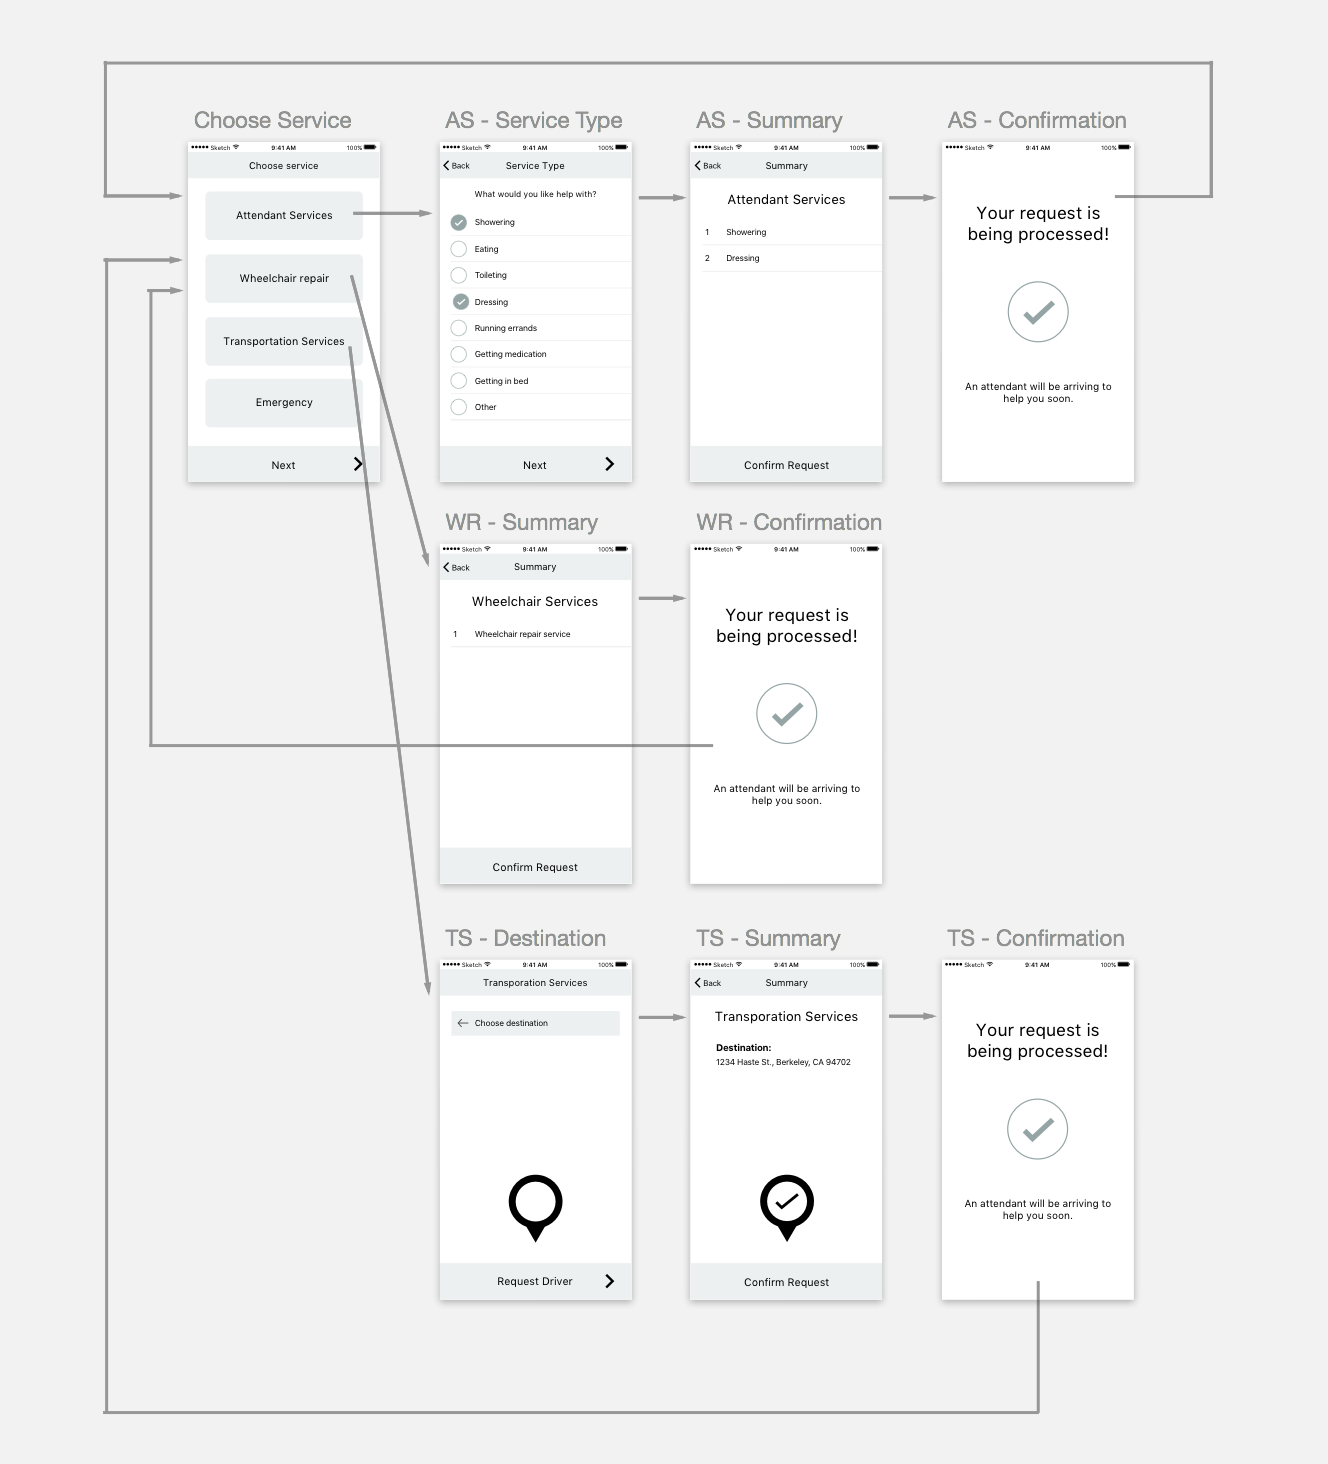 Choose Service
●●●●● Sketch 9:41 AM 100%
Choose service
Attendant Services
Wheelchair repair
Transportation Services
Emergency
Next
AS - Service Type
●●●●● Sketch 9:41 AM 100%
Back Service Type
What would you like help with?
Showering
Eating
Toileting
Dressing
Running errands
Getting medication
Getting in bed
Other
Next
AS - Summary
●●●●● Sketch 9:41 AM 100%
Back Summary
Attendant Services
1 Showering
2 Dressing
Confirm Request
AS - Confirmation
●●●●● Sketch 9:41 AM 100%
Your request is
being processed!
An attendant will be arriving to
help you soon.
WR - Summary
●●●●● Sketch 9:41 AM 100%
Back Summary
Wheelchair Services
1 Wheelchair repair service
Confirm Request
WR - Confirmation
●●●●● Sketch 9:41 AM 100%
Your request is
being processed!
An attendant will be arriving to
help you soon.
TS - Destination
●●●●● Sketch 9:41 AM 100%
Transporation Services
Choose destination
Request Driver
TS - Summary
●●●●● Sketch 9:41 AM 100%
Back Summary
Transporation Services
Destination:
1234 Haste St., Berkeley, CA 94702
Confirm Request
TS - Confirmation
●●●●● Sketch 9:41 AM 100%
Your request is
being processed!
An attendant will be arriving to
help you soon.